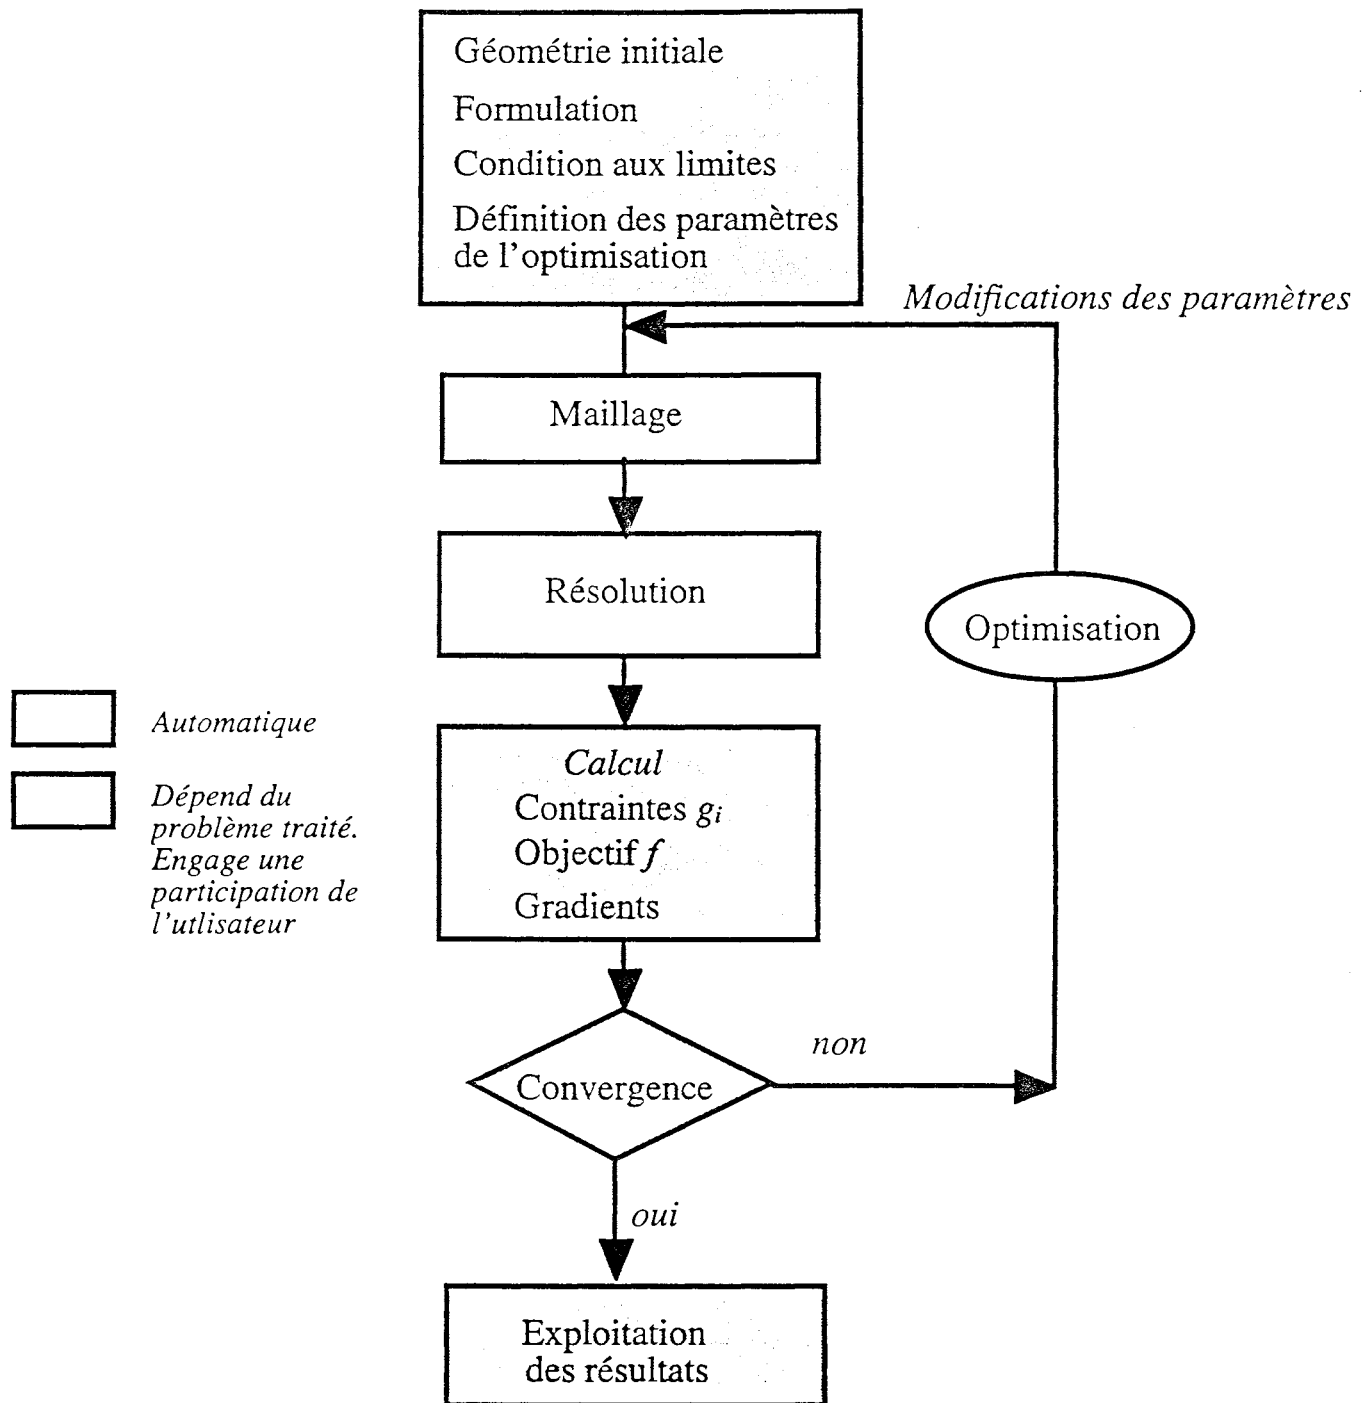 Géométrie initiale
Formulation
Condition aux limites
Définition des paramètres
de l'optimisation
Modifications des paramètres
Maillage
Résolution
Optimisation
Automatique
Dépend du
problème traité.
Engage une
participation de
l'utlisateur
Calcul
Contraintes gi
Objectif f
Gradients
Convergence
non
oui
Exploitation
des résultats